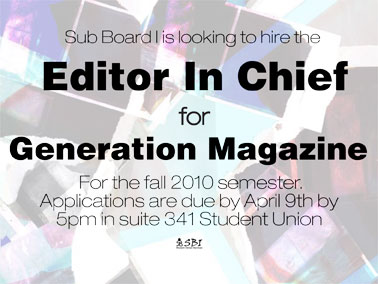 Sub Board I is looking to hire the
Editor In Chief
for
Generation Magazine
For the fall 2010 semester.
Applications are due by April 9th by
5pm in suite 341 Student Union
SBI